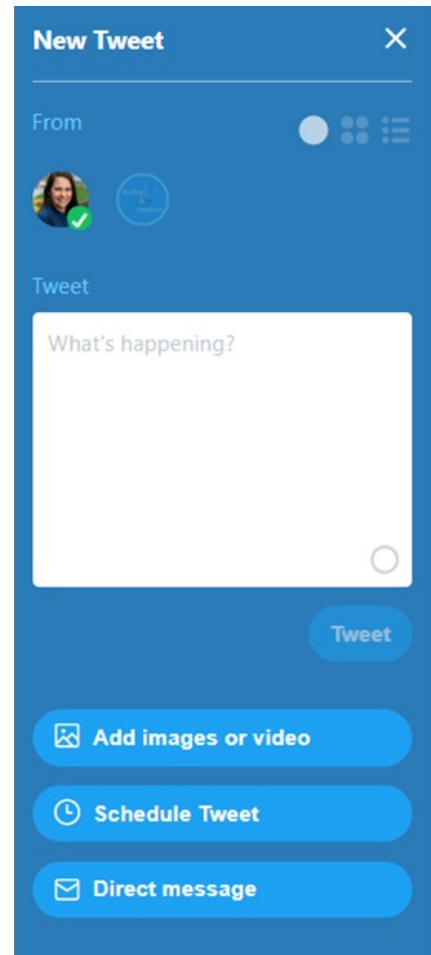 New Tweet
From
Tweet
What's happening?
Tweet
Add images or video
Schedule Tweet
Direct message